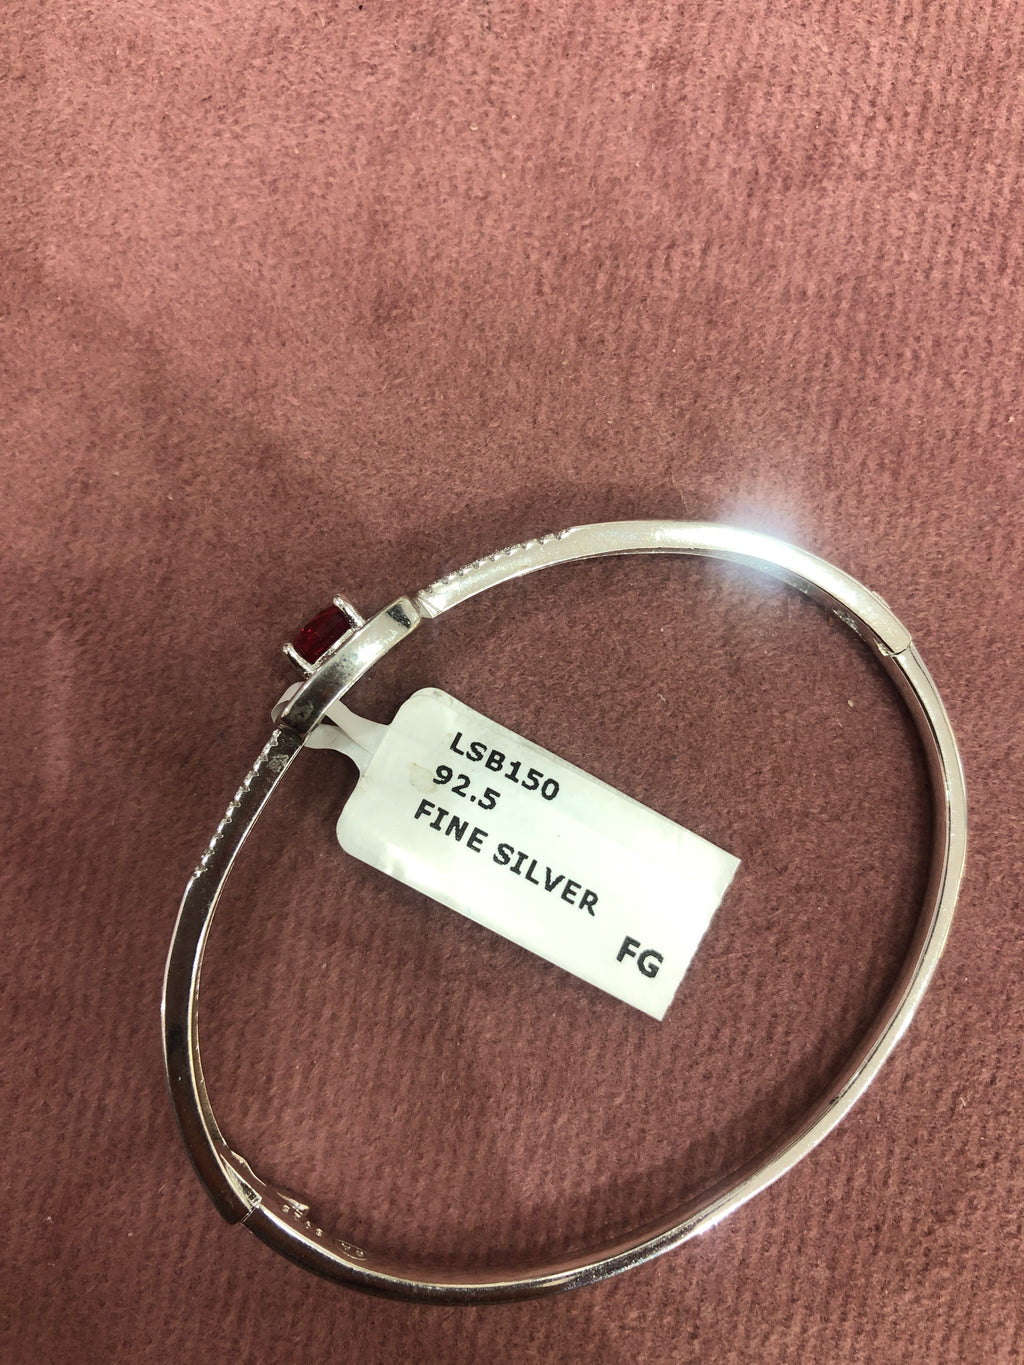 LSB150
92.5
FINE SILVER
FG